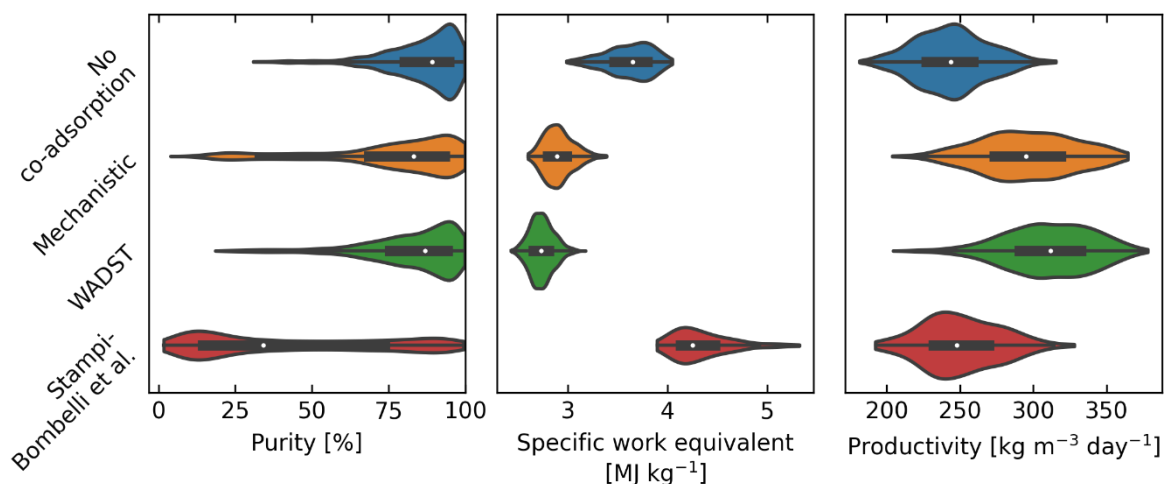 No
co-adsorption
Mechanistic
WADST
Stampi-
Bombelli et al.
0 25 50 75 100
Purity [%]
3 4 5
Specific work equivalent
[MJ kg⁻¹]
200 250 300 350
Productivity [kg m⁻³ day⁻¹]